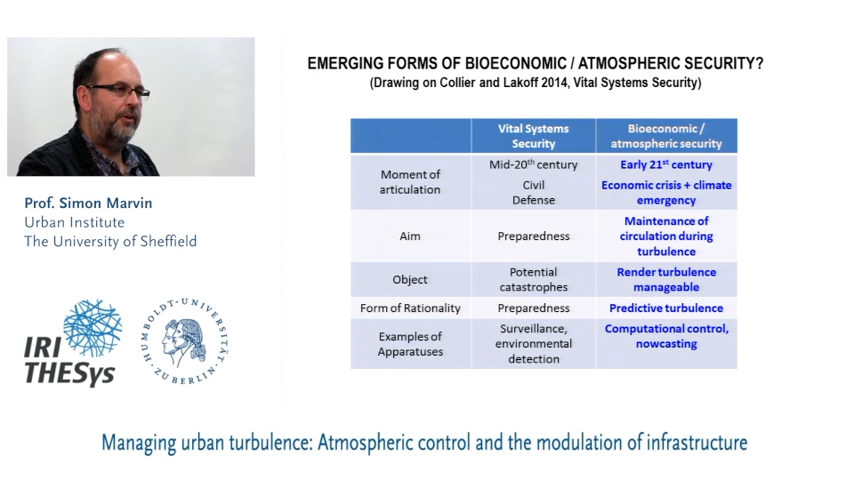 EMERGING FORMS OF BIOECONOMIC / ATMOSPHERIC SECURITY?
(Drawing on Collier and Lakoff 2014, Vital Systems Security)
Vital Systems
Security
Bioeconomic /
atmospheric security
Moment of
articulation
Mid-20th century
Civil
Defense
Early 21st century
Economic crisis + climate
emergency
Aim
Preparedness
Maintenance of
circulation during
turbulence
Object
Potential
catastrophes
Render turbulence
manageable
Form of Rationality
Preparedness
Predictive turbulence
Examples of
Apparatuses
Surveillance,
environmental
detection
Computational control,
nowcasting
Prof. Simon Marvin
Urban Institute
The University of Sheffield
IRI
THESys
HUMBOLDT-UNIVERSITÄT
ZU BERLIN
Managing urban turbulence: Atmospheric control and the modulation of infrastructure